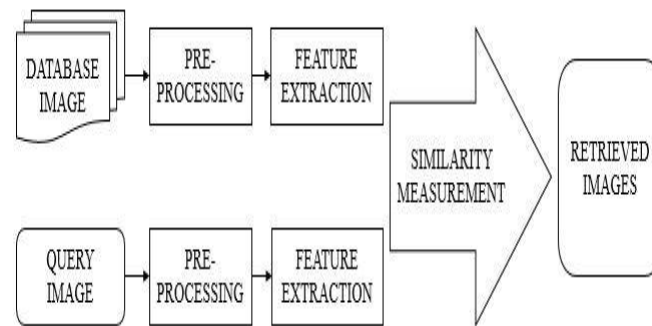 DATABASE
IMAGE
PRE-
PROCESSING
FEATURE
EXTRACTION
SIMILARITY
MEASUREMENT
RETRIEVED
IMAGES
QUERY
IMAGE
PRE-
PROCESSING
FEATURE
EXTRACTION